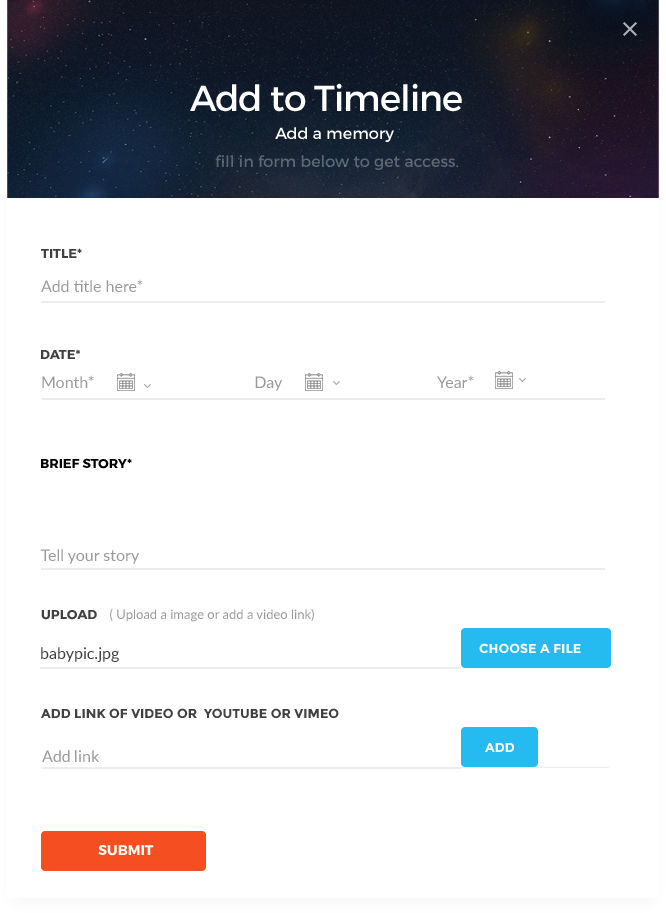 Add to Timeline
Add a memory
fill in form below to get access.
TITLE*
Add title here*
DATE*
Month* Day Year*
BRIEF STORY*
Tell your story
UPLOAD ( Upload a image or add a video link)
babypic.jpg CHOOSE A FILE
ADD LINK OF VIDEO OR YOUTUBE OR VIMEO
Add link ADD
SUBMIT